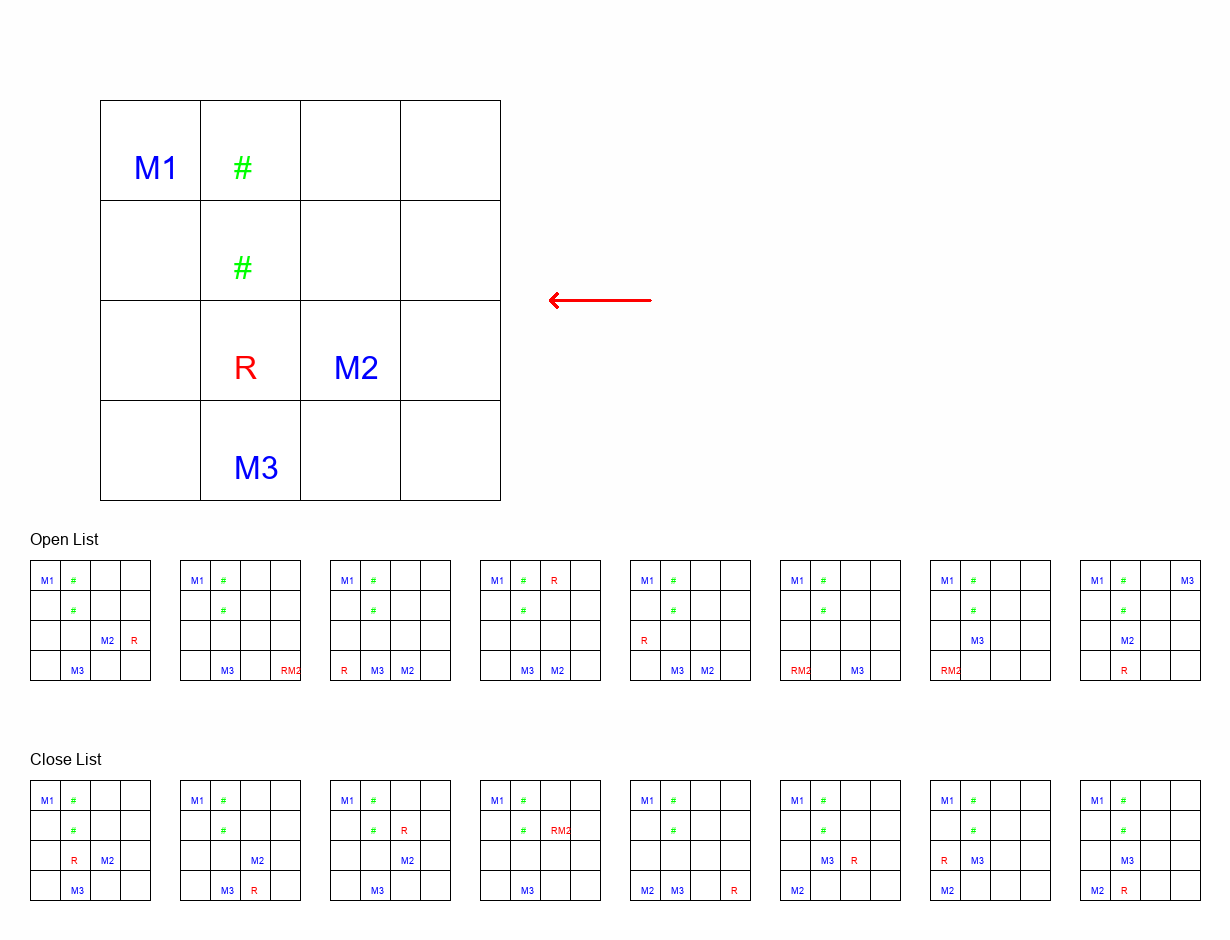 M1 #
#
R M2
M3
Open List
M1 # M1 # M1 # M1 # R M1 # M1 # M1 # M1 # M3
# # # # # # # #
M2 R R M3 M2
M3 M3 RM2 R M3 M2 M3 M2 M3 M2 RM2 M3 RM2 R
Close List
M1 # M1 # M1 # M1 # M1 # M1 # M1 # M1 #
# # # R # RM2 # # # #
R M2 M2 M2 M3 R R M3 M3
M3 M3 R M3 M3 M2 M3 R M2 M2 M2 R